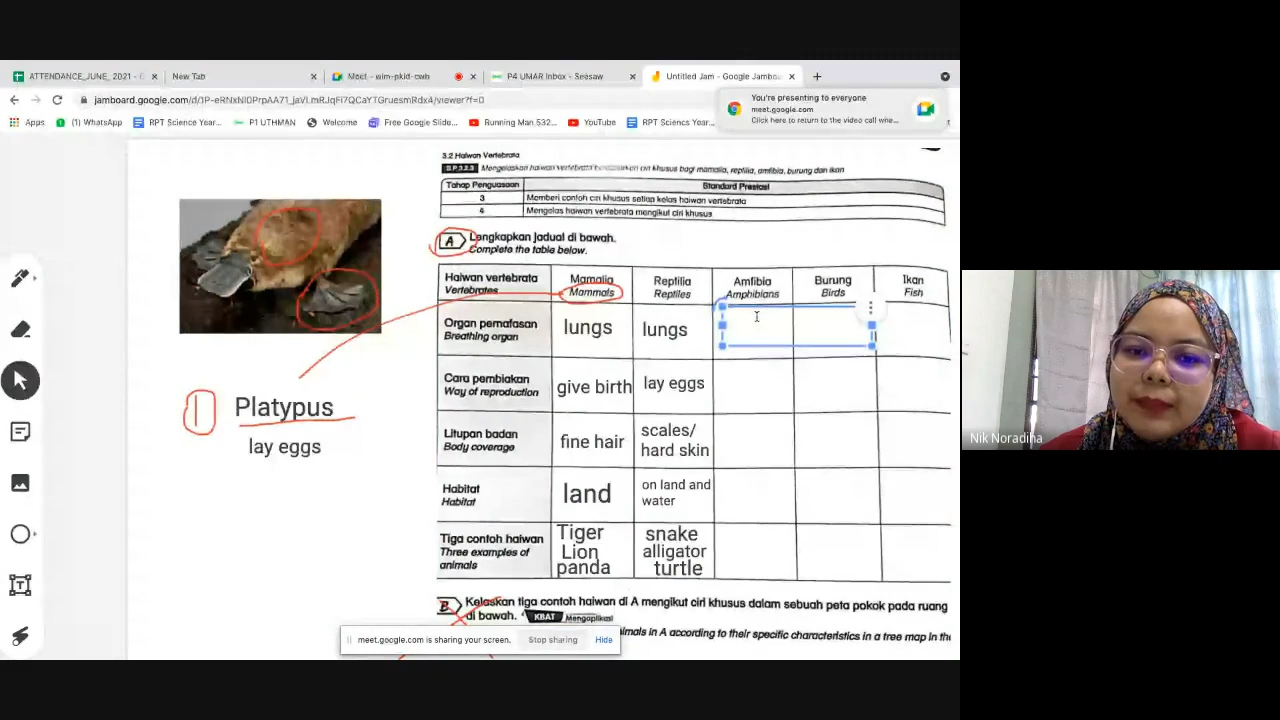 ATTENDANCE_JUNE_ 2021 -
New Tab
Meet - wim-pkid-cwb
P4 UMAR Inbox - Seesaw
Untitled Jam - Google Jambo
You're presenting to everyone
meet.google.com
Click here to return to the video call whe...
Apps
(1) WhatsApp
RPT Science Year...
P1 UTHMAN
Welcome
Free Google Slide...
Running Man 532...
YouTube
RPT Science Year...
3.2 Haiwan Vertebrata
Tahap Penguasaan
Standard Prestasi
3
Memberi contoh ciri khusus setiap kelas haiwan vertebrata
4
Mengelas haiwan vertebrata mengikut ciri khusus
A
Lengkapkan jadual di bawah.
Complete the table below.
Haiwan vertebrata
Vertebrates
Mamalia
Mammals
Reptilia
Reptiles
Amfibia
Amphibians
Burung
Birds
Ikan
Fish
Organ pernafasan
Breathing organ
lungs
lungs
Cara pembiakan
Way of reproduction
give birth
lay eggs
1
Platypus
lay eggs
Litupan badan
Body coverage
fine hair
scales/
hard skin
Habitat
Habitat
land
on land and
water
Tiga contoh haiwan
Three examples of
animals
Tiger
Lion
panda
snake
alligator
turtle
B
Kelaskan tiga contoh haiwan di A mengikut ciri khusus dalam sebuah peta pokok pada ruang
di bawah.
KBAT
Mengaplikasi
in A according to their specific characteristics in a tree map in the
meet.google.com is sharing your screen.
Stop sharing
Hide
Nik Noradiha